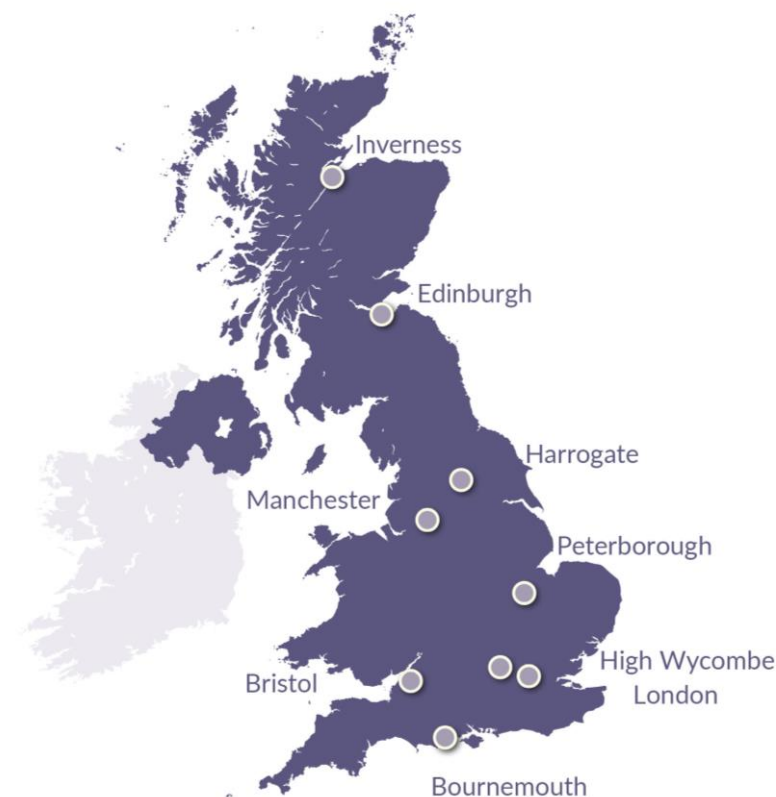 Inverness
Edinburgh
Harrogate
Manchester
Peterborough
High Wycombe
Bristol
London
Bournemouth